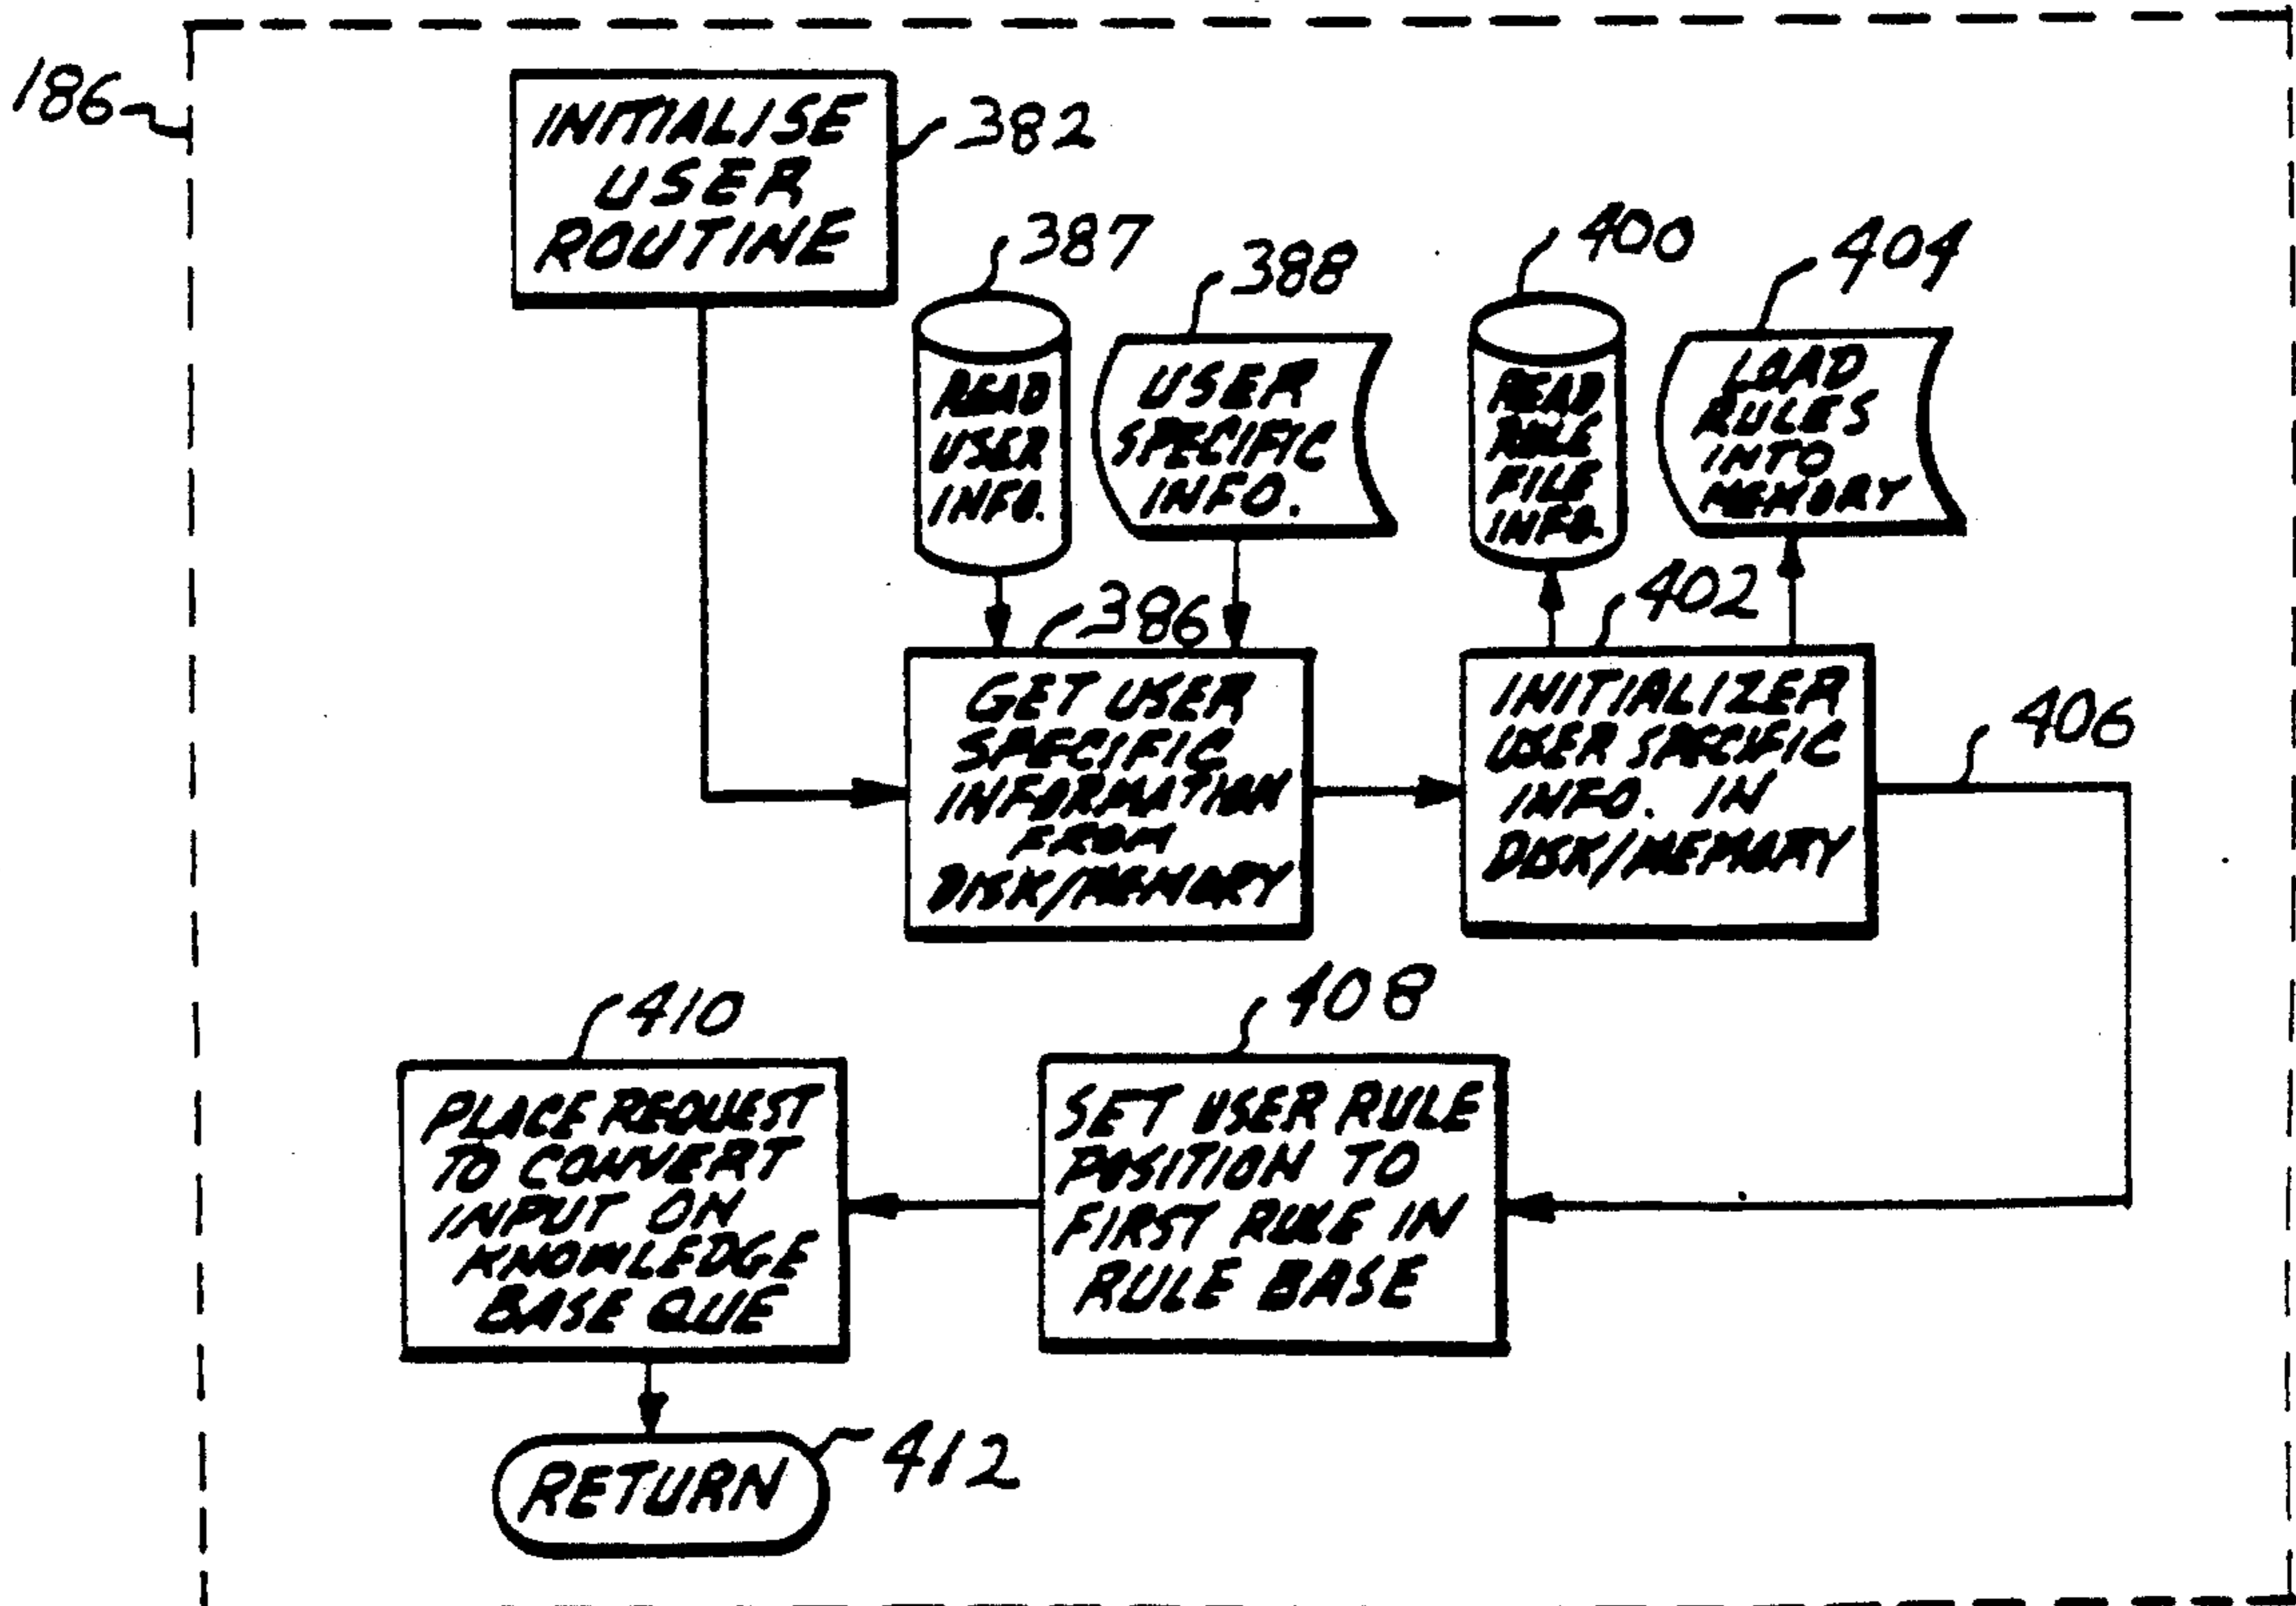 186
INITIALISE
USER
ROUTINE
382
387
READ
USER
INFO.
388
USER
SPECIFIC
INFO.
400
READ
RULE
FILE
INFO.
404
LOAD
RULES
INTO
MEMORY
386
GET USER
SPECIFIC
INFORMATION
FROM
DISK/MEMORY
402
INITIALIZER
USER SPECIFIC
INFO. IN
DISK/MEMORY
406
408
SET USER RULE
POSITION TO
FIRST RULE IN
RULE BASE
410
PLACE REQUEST
TO CONVERT
INPUT ON
KNOWLEDGE
BASE QUE
RETURN
412